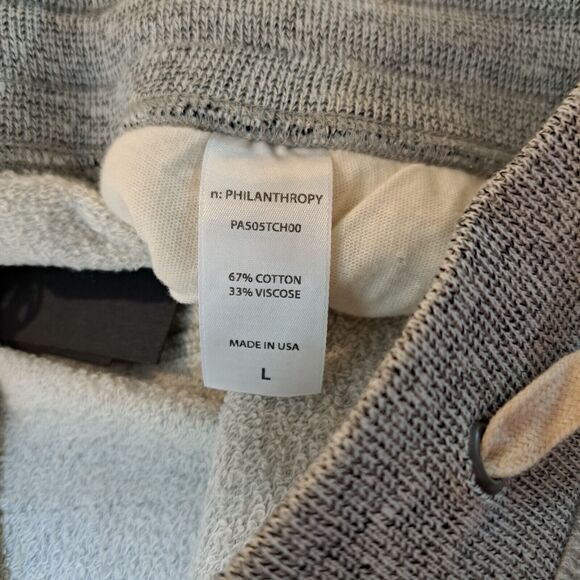 n: PHILANTHROPY
PA505TCH00
67% COTTON
33% VISCOSE
MADE IN USA
L